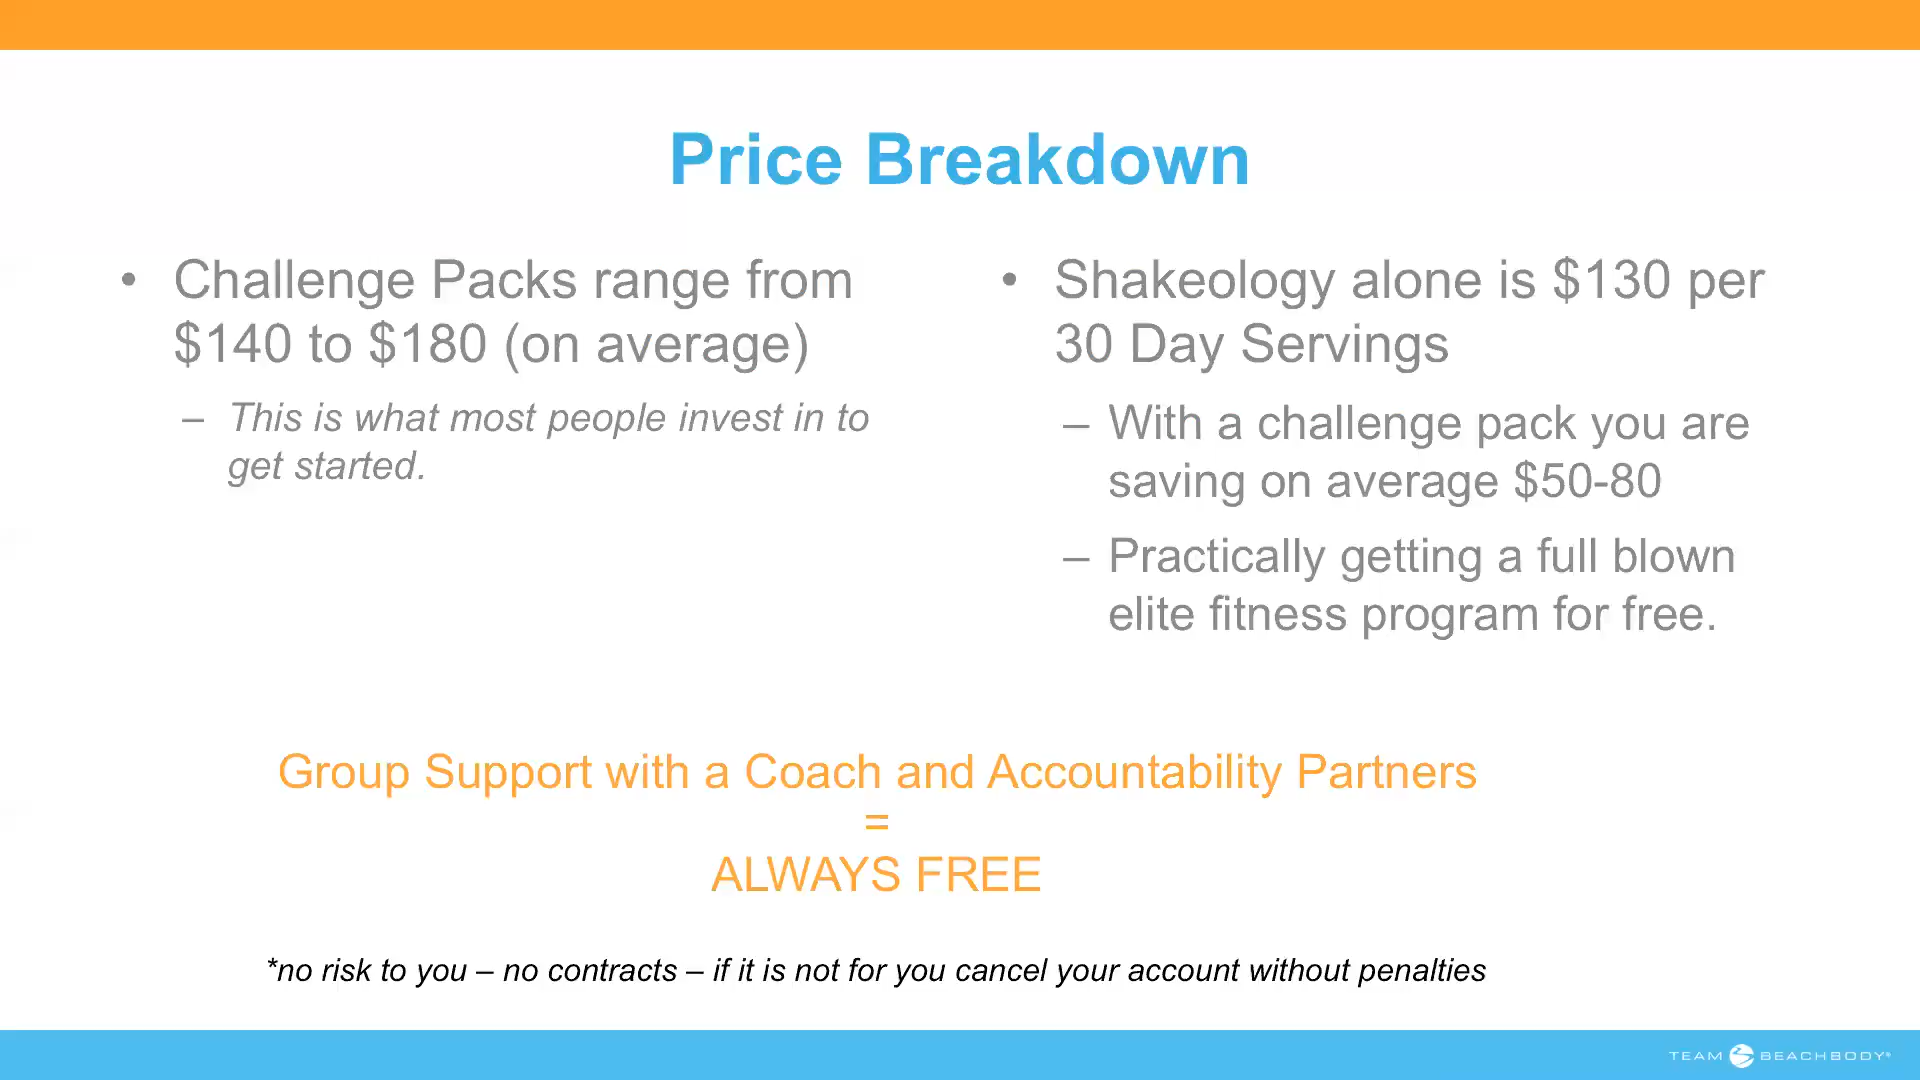 Price Breakdown
• Challenge Packs range from
$140 to $180 (on average)
– This is what most people invest in to
get started.
• Shakeology alone is $130 per
30 Day Servings
– With a challenge pack you are
saving on average $50-80
– Practically getting a full blown
elite fitness program for free.
Group Support with a Coach and Accountability Partners
=
ALWAYS FREE
*no risk to you – no contracts – if it is not for you cancel your account without penalties
TEAM BEACHBODY®